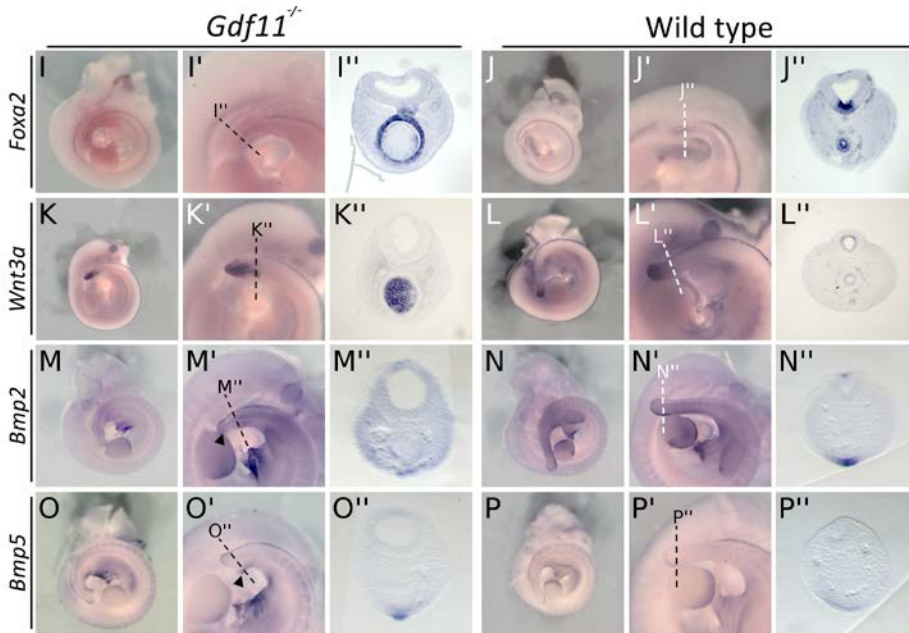 Gdf11-/- Wild type
Foxa2 I I' I'' I'' J J' J'' J''
Wnt3a K K' K'' K'' L L' L'' L''
Bmp2 M M' M'' M'' N N' N'' N''
Bmp5 O O' O'' O'' P P' P'' P''